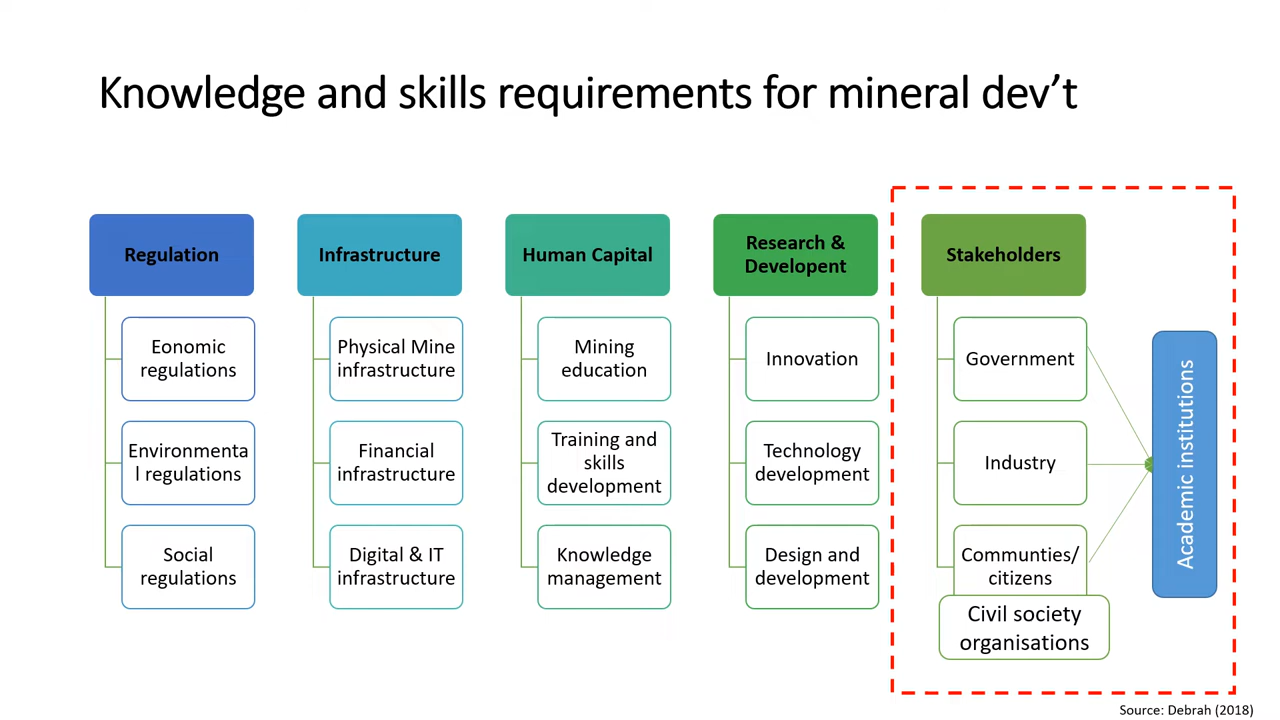 Knowledge and skills requirements for mineral dev’t
Regulation
Eonomic
regulations
Environmenta
l regulations
Social
regulations
Infrastructure
Physical Mine
infrastructure
Financial
infrastructure
Digital & IT
infrastructure
Human Capital
Mining
education
Training and
skills
development
Knowledge
management
Research &
Developent
Innovation
Technology
development
Design and
development
Stakeholders
Government
Industry
Communties/
citizens
Civil society
organisations
Academic institutions
Source: Debrah (2018)